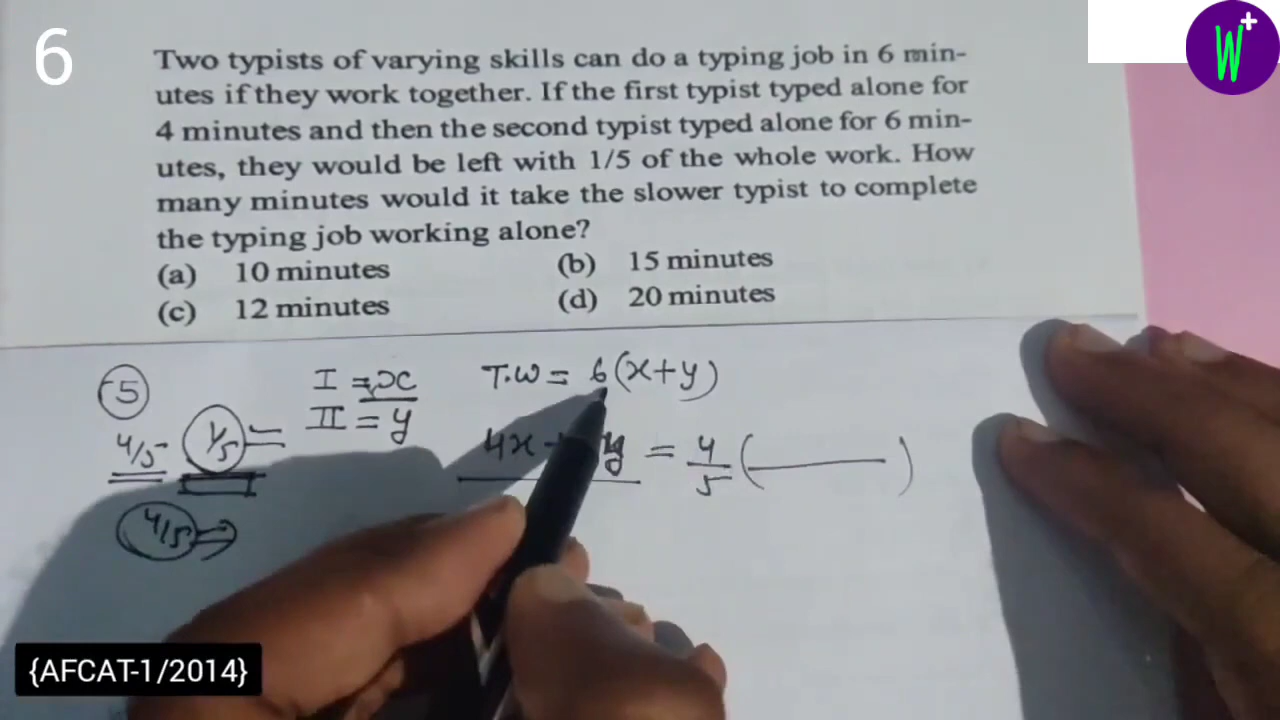 6
W+
Two typists of varying skills can do a typing job in 6 min-
utes if they work together. If the first typist typed alone for
4 minutes and then the second typist typed alone for 6 min-
utes, they would be left with 1/5 of the whole work. How
many minutes would it take the slower typist to complete
the typing job working alone?
(a) 10 minutes (b) 15 minutes
(c) 12 minutes (d) 20 minutes
5
I = x
II = y
T.W = 6(x+y)
4/5 1/5 =
4x + y = 4/5 ( )
4/5
{AFCAT-1/2014}